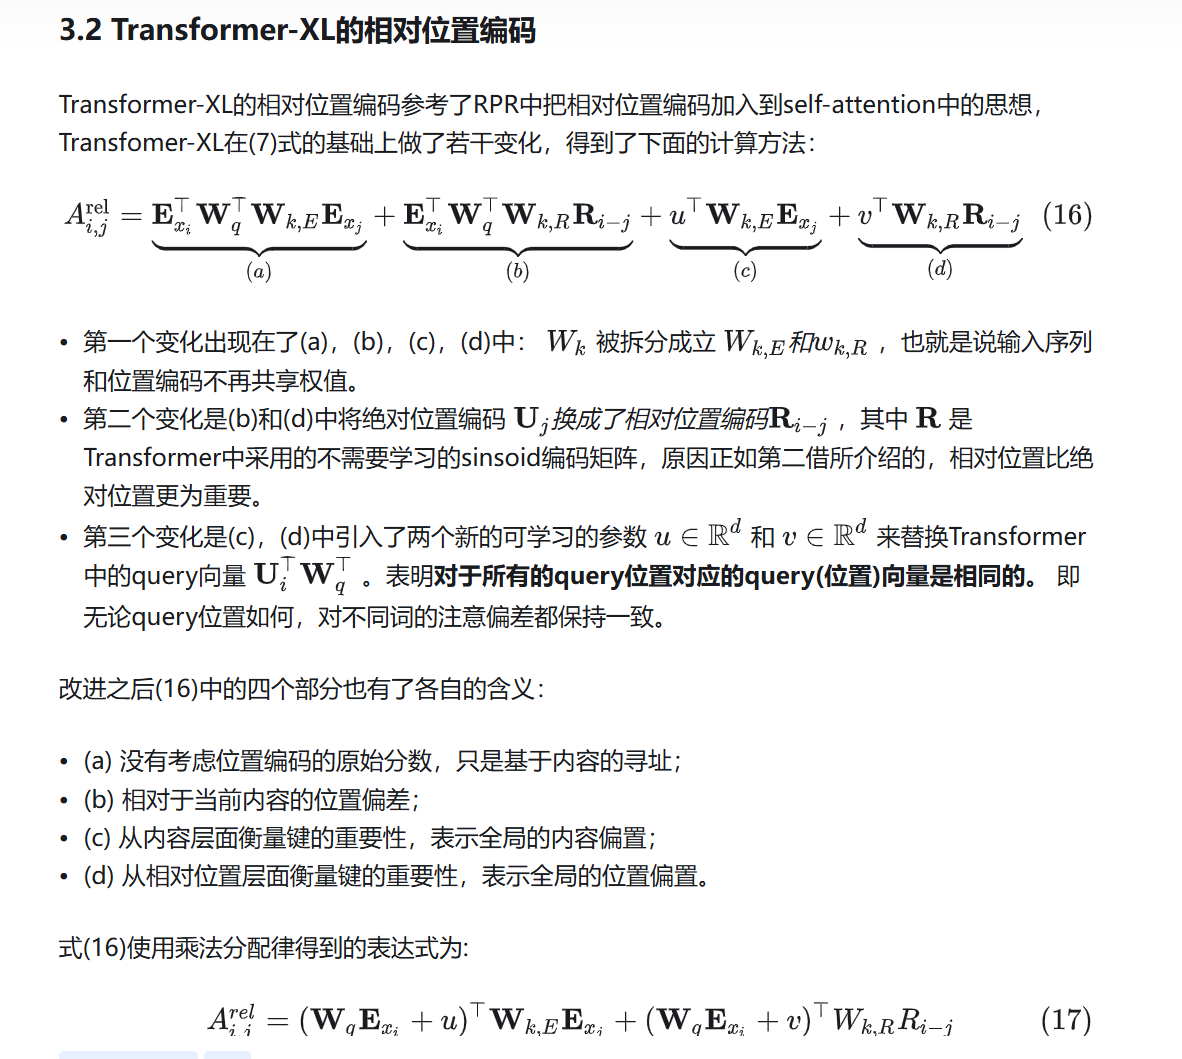 3.2 Transformer-XL的相对位置编码
Transformer-XL的相对位置编码参考了RPR中把相对位置编码加入到self-attention中的思想，
Transfomer-XL在(7)式的基础上做了若干变化，得到了下面的计算方法：
$A_{i,j}^{\mathrm{rel}} = \underbrace{\mathbf{E}_{x_i}^{\top}\mathbf{W}_q^{\top}\mathbf{W}_{k,E}\mathbf{E}_{x_j}}_{(a)} + \underbrace{\mathbf{E}_{x_i}^{\top}\mathbf{W}_q^{\top}\mathbf{W}_{k,R}\mathbf{R}_{i-j}}_{(b)} + \underbrace{u^{\top}\mathbf{W}_{k,E}\mathbf{E}_{x_j}}_{(c)} + \underbrace{v^{\top}\mathbf{W}_{k,R}\mathbf{R}_{i-j}}_{(d)}$ (16)
• 第一个变化出现在了(a)，(b)，(c)，(d)中： $W_k$ 被拆分成立 $W_{k,E}$和$w_{k,R}$ ，也就是说输入序列
和位置编码不再共享权值。
• 第二个变化是(b)和(d)中将绝对位置编码 $\mathbf{U}_j$换成了相对位置编码$\mathbf{R}_{i-j}$ ，其中 $\mathbf{R}$ 是
Transformer中采用的不需要学习的sinsoid编码矩阵，原因正如第二借所介绍的，相对位置比绝
对位置更为重要。
• 第三个变化是(c)，(d)中引入了两个新的可学习的参数 $u \in \mathbb{R}^d$ 和 $v \in \mathbb{R}^d$ 来替换Transformer
中的query向量 $\mathbf{U}_i^{\top}\mathbf{W}_q^{\top}$ 。表明对于所有的query位置对应的query(位置)向量是相同的。 即
无论query位置如何，对不同词的注意偏差都保持一致。
改进之后(16)中的四个部分也有了各自的含义：
• (a) 没有考虑位置编码的原始分数，只是基于内容的寻址；
• (b) 相对于当前内容的位置偏差；
• (c) 从内容层面衡量键的重要性，表示全局的内容偏置；
• (d) 从相对位置层面衡量键的重要性，表示全局的位置偏置。
式(16)使用乘法分配律得到的表达式为:
$A_{i,j}^{rel} = (\mathbf{W}_q\mathbf{E}_{x_i} + u)^{\top}\mathbf{W}_{k,E}\mathbf{E}_{x_j} + (\mathbf{W}_q\mathbf{E}_{x_i} + v)^{\top}W_{k,R}R_{i-j}$ (17)